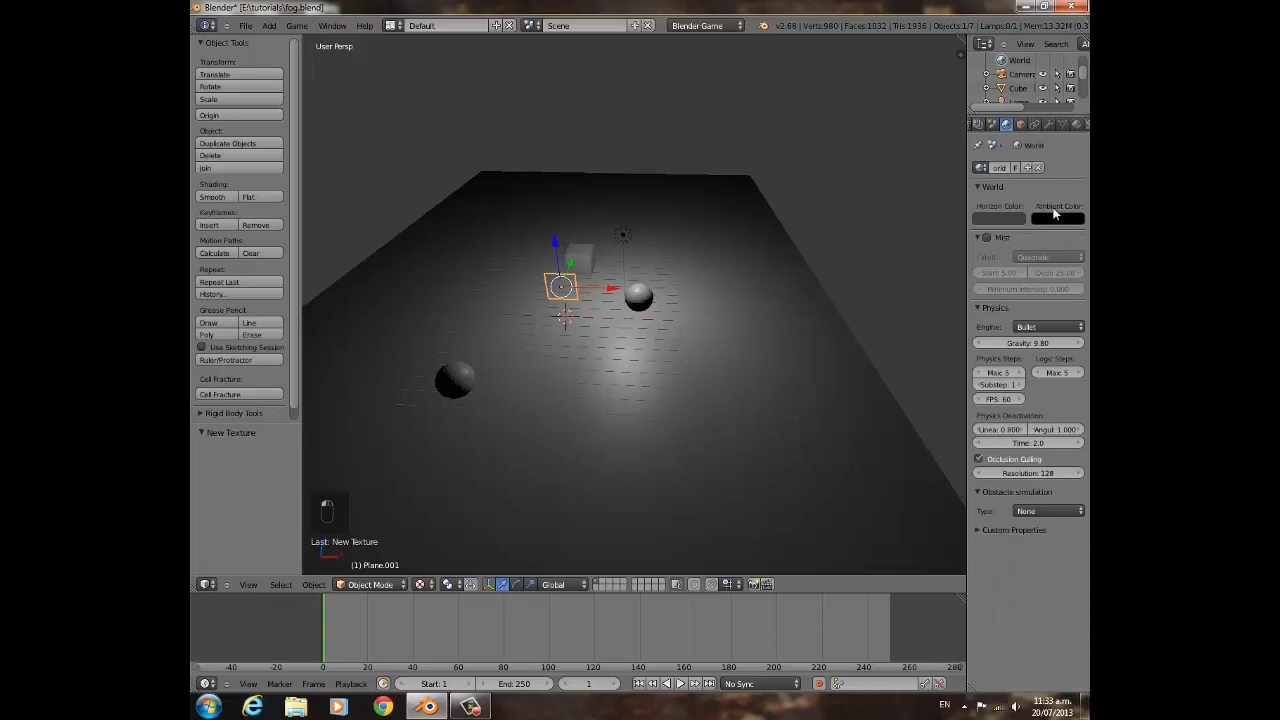 Blender* [E:\tutorials\fog.blend]
File Add Window Help Default Scene Blender Game v2.68 | Verts:980 | Faces:1032 | Tris:1936 | Objects:1/7 | Lamps:0/1 | Mem:13.32M
Object Tools
User Persp
View Search
World
Camera
Cube
Transform:
Translate
Rotate
Scale
Origin
Object:
Duplicate Objects
Delete
Join
Shading:
Smooth Flat
Keyframes:
Insert Remove
Motion Paths:
Calculate Clear
Repeat:
Repeat Last
History...
Grease Pencil:
Draw Line
Poly Erase
Use Sketching Session
Ruler/Protractor
Cell Fracture:
Cell Fracture
Rigid Body Tools
New Texture
Last: New Texture
(1) Plane.001
World
orld F
World
Horizon Color: Ambient Color:
Mist
Falloff: Quadratic
Start: 5.00 Dept: 25.00
Minimum Intensity: 0.000
Physics
Engine: Bullet
Gravity: 9.80
Physics Steps: Logic Steps:
Max: 5 Max: 5
Substep: 1
FPS: 60
Physics Deactivation:
Linea: 0.800 Angul: 1.000
Time: 2.0
Occlusion Culling
Resolution: 128
Obstacle simulation
Type: None
Custom Properties
View Select Object Object Mode Global
-40 -20 0 20 40 60 80 100 120 140 160 180 200 220 240 260 280
View Marker Frame Playback Start: 1 End: 250 1 No Sync
EN 11:33 a.m.
20/07/2013